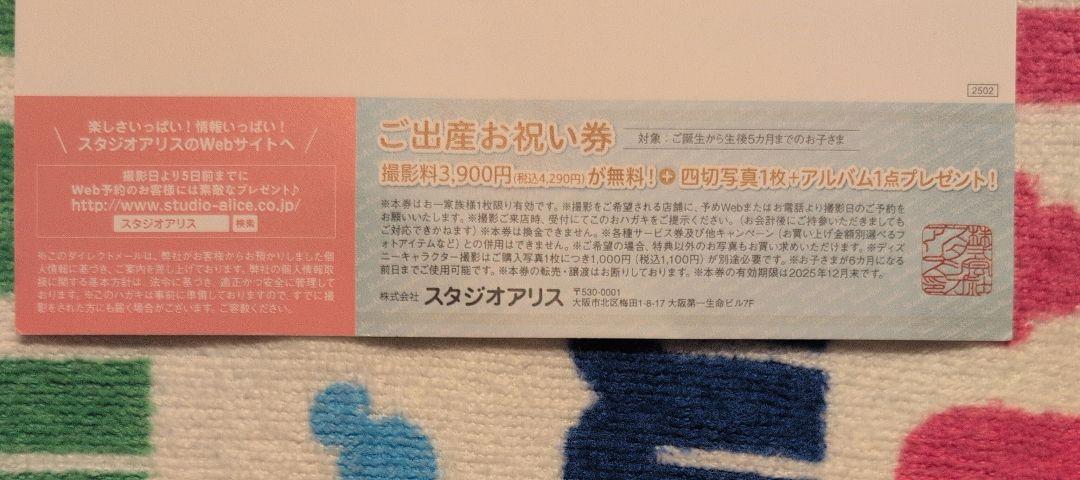 2502
楽しさいっぱい！情報いっぱい！
スタジオアリスのWebサイトへ
撮影日より5日前までに
Web予約のお客様には素敵なプレゼント♪
http://www.studio-alice.co.jp/
スタジオアリス 検索
※このダイレクトメールは、弊社がお客様からお預かりしました個
人情報に基づき、ご案内を差し上げております。弊社の個人情報取
扱に関する基本方針は、法令に基づき、適正かつ安全に管理して
おります。※このハガキは事前に準備しておりますので、すでに撮
影をされた方にも届く場合がございます。ご容赦ください。
ご出産お祝い券 対象：ご誕生から生後5カ月までのお子さま
撮影料3,900円(税込4,290円)が無料！+四切写真1枚+アルバム1点プレゼント！
※本券はお一家族様1枚限り有効です。※撮影をご希望される店舗に、予めWebまたはお電話より撮影日のご予約を
お願いいたします。※撮影ご来店時、受付にてこのおハガキをご提示ください。（お会計後にご持参いただきましても
ご対応できかねます）※本券は換金できません。※各種サービス券及び他キャンペーン（お買い上げ金額別選べるフ
ォトアイテムなど）との併用はできません。※ご希望の場合、特典以外のお写真もお買い求めいただけます。※ディズ
ニーキャラクター撮影はご購入写真1枚につき1,000円（税込1,100円）が別途必要です。※お子さまが6カ月になる
前日までご使用可能です。※本券の転売・譲渡はお断りしております。※本券の有効期限は2025年12月末です。
株式会社 スタジオアリス
〒530-0001
大阪市北区梅田1-8-17 大阪第一生命ビル7F